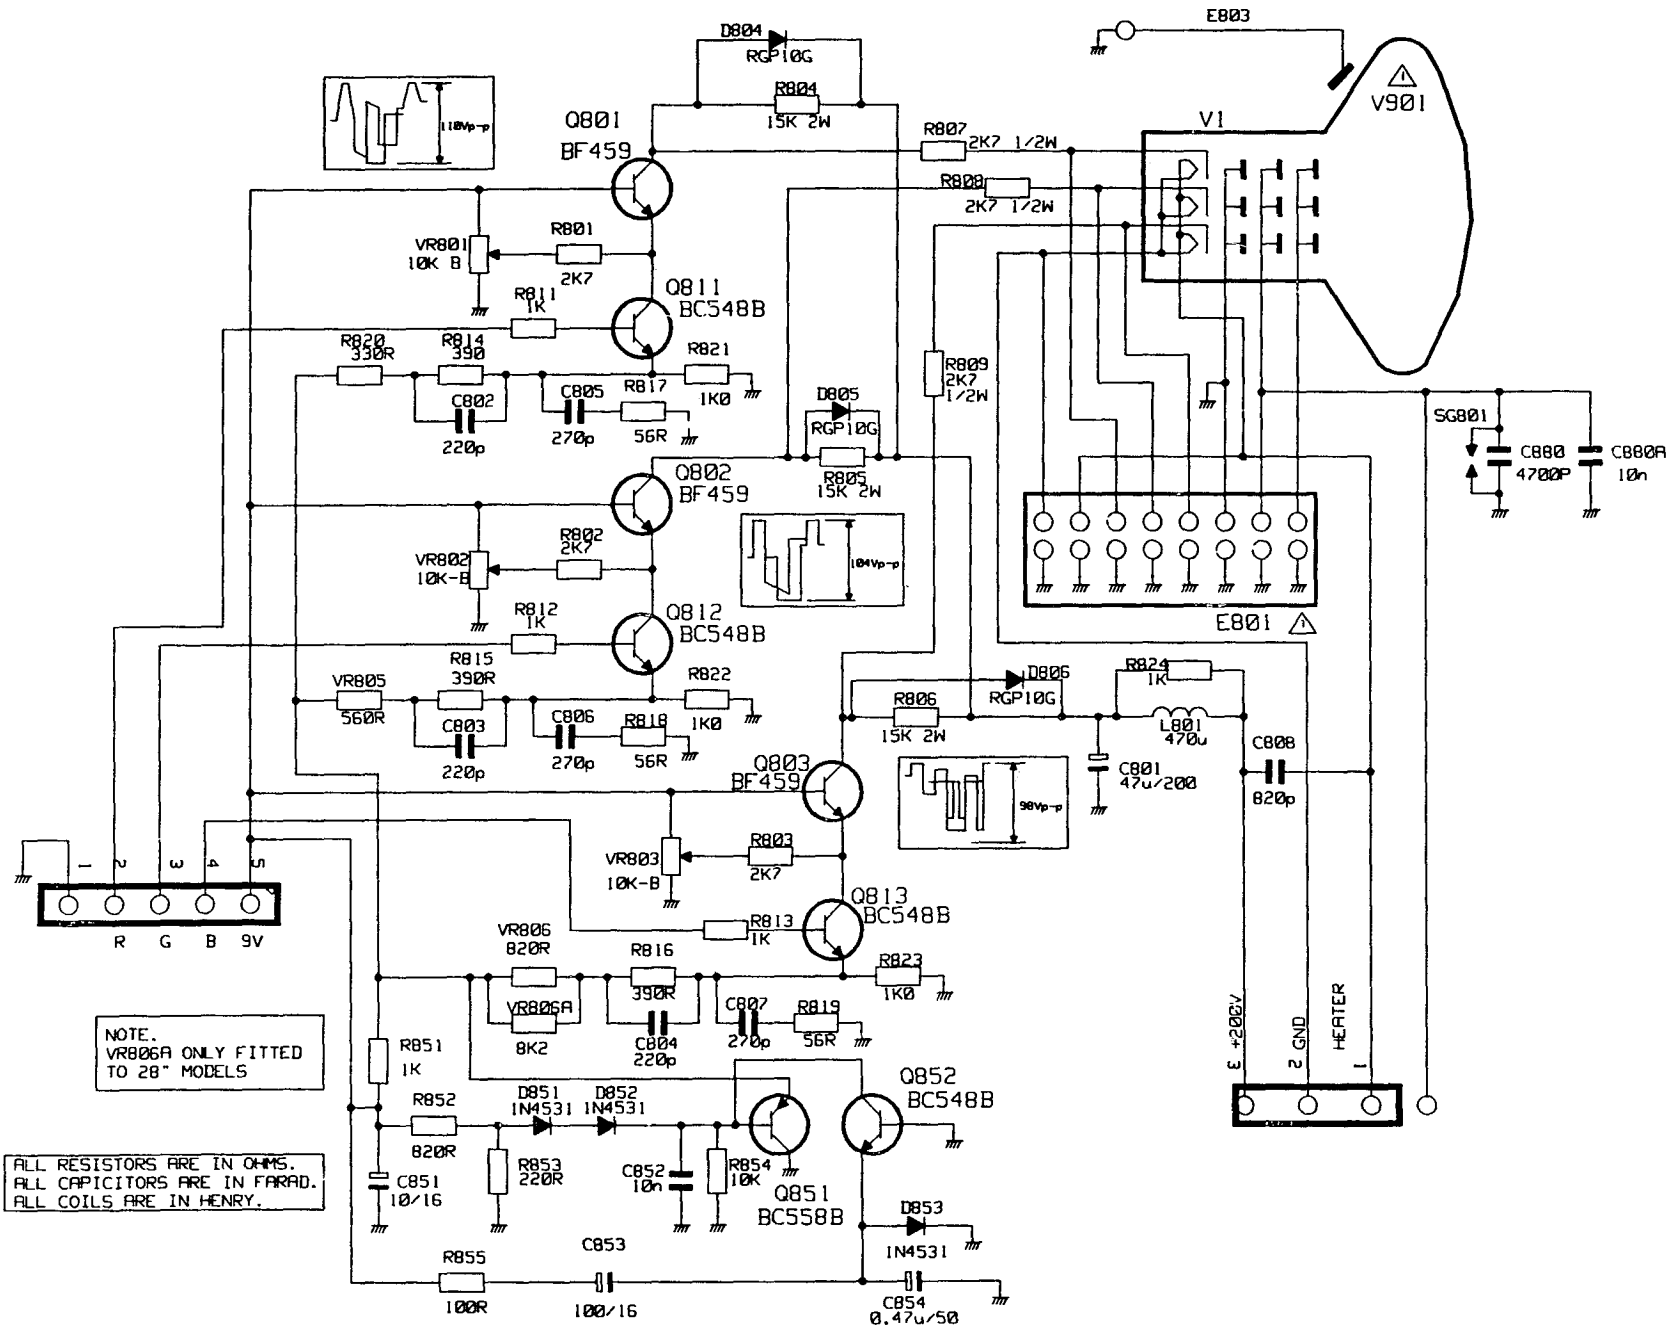 E803
D804
RGP10G
R804
15K 2W
V901
V1
110Vp-p
Q801
BF459
R807
2K7 1/2W
R808
2K7 1/2W
VR801
10K B
R801
2K7
Q811
BC548B
R811
1K
R820
330R
R814
390
R821
1K0
R817
56R
C802
220p
C805
270p
R809
2K7
1/2W
D805
RGP10G
R805
15K 2W
SG801
C880
4700P
C880A
10n
Q802
BF459
VR802
10K-B
R802
2K7
104Vp-p
R812
1K
Q812
BC548B
E801
R815
390R
VR805
560R
R822
1K0
C803
220p
C806
270p
R818
56R
D806
RGP10G
R806
15K 2W
R824
1K
L801
470u
C801
47u/200
C808
820p
Q803
BF459
98Vp-p
VR803
10K-B
R803
2K7
1 2 3 4 5
R G B 9V
Q813
BC548B
R813
1K
VR806
820R
R816
390R
R823
1K0
VR806A
8K2
C804
220p
C807
270p
R819
56R
+200V
GND
HEATER
3 2 1
NOTE.
VR806A ONLY FITTED
TO 28" MODELS
R851
1K
R852
820R
D851
1N4531
D852
1N4531
Q852
BC548B
R853
220R
C852
10n
R854
10K
Q851
BC558B
C851
10/16
ALL RESISTORS ARE IN OHMS.
ALL CAPICITORS ARE IN FARAD.
ALL COILS ARE IN HENRY.
D853
1N4531
R855
100R
C853
100/16
C854
0.47u/50